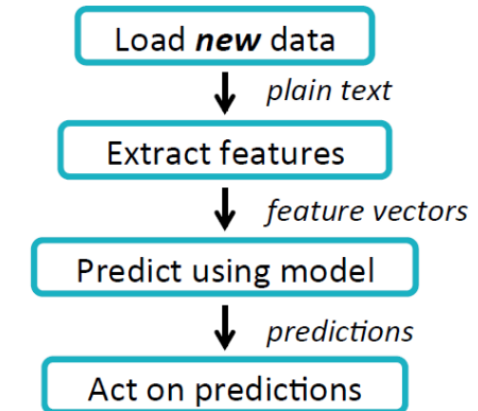 Load new data
plain text
Extract features
feature vectors
Predict using model
predictions
Act on predictions